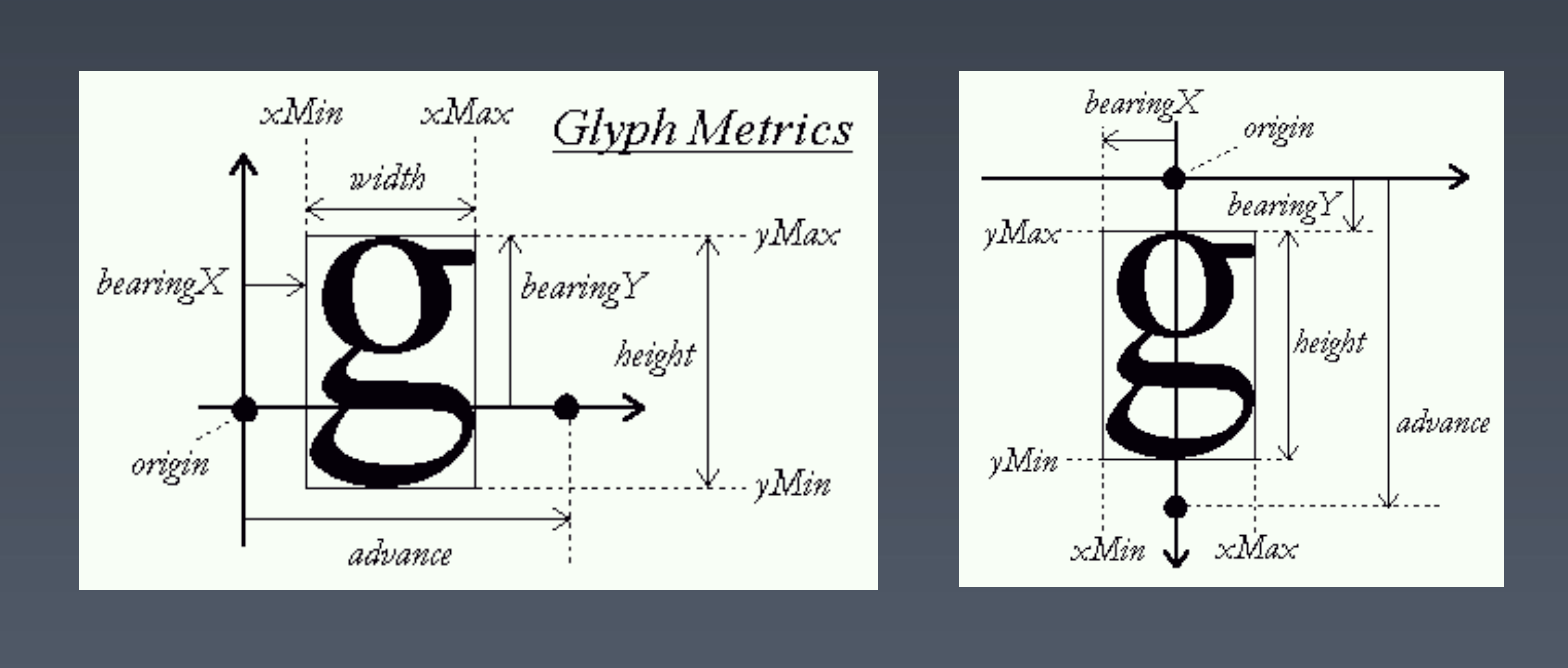 xMin xMax Glyph Metrics
width
yMax
bearingX
bearingY
height
origin
yMin
advance
bearingX
origin
bearingY
yMax
height
advance
yMin
xMin xMax
g
g